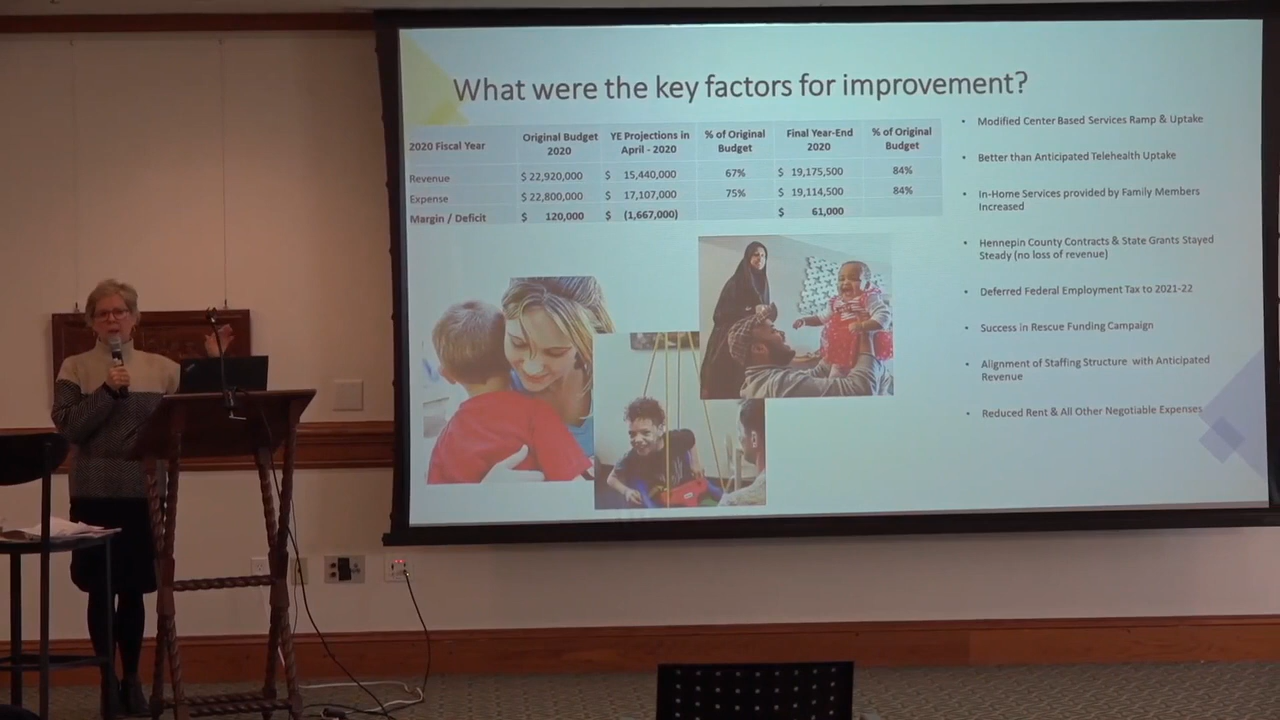 What were the key factors for improvement?
2020 Fiscal Year Original Budget 2020 YE Projections in April - 2020 % of Original Budget Final Year-End 2020 % of Original Budget
Revenue $ 22,920,000 $ 15,440,000 67% $ 19,175,500 84%
Expense $ 22,800,000 $ 17,107,000 75% $ 19,114,500 84%
Margin / Deficit $ 120,000 $ (1,667,000) $ 61,000
• Modified Center Based Services Ramp & Uptake
• Better than Anticipated Telehealth Uptake
• In-Home Services provided by Family Members
Increased
• Hennepin County Contracts & State Grants Stayed
Steady (no loss of revenue)
• Deferred Federal Employment Tax to 2021-22
• Success in Rescue Funding Campaign
• Alignment of Staffing Structure with Anticipated
Revenue
• Reduced Rent & All Other Negotiable Expenses